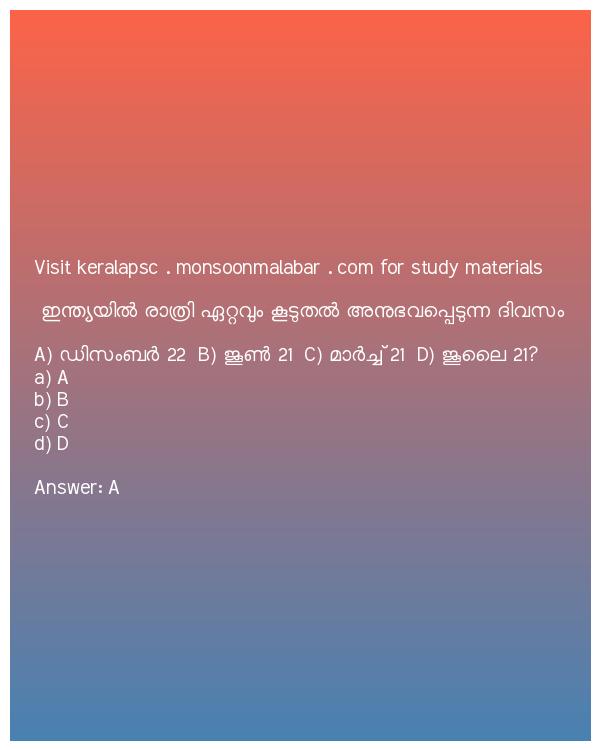 Visit keralapsc . monsoonmalabar . com for study materials
ഇന്ത്യയിൽ രാത്രി ഏറ്റവും കൂടുതൽ അനുഭവപ്പെടുന്ന ദിവസം
A) ഡിസംബർ 22 B) ജൂൺ 21 C) മാർച്ച് 21 D) ജൂലൈ 21?
a) A
b) B
c) C
d) D
Answer: A